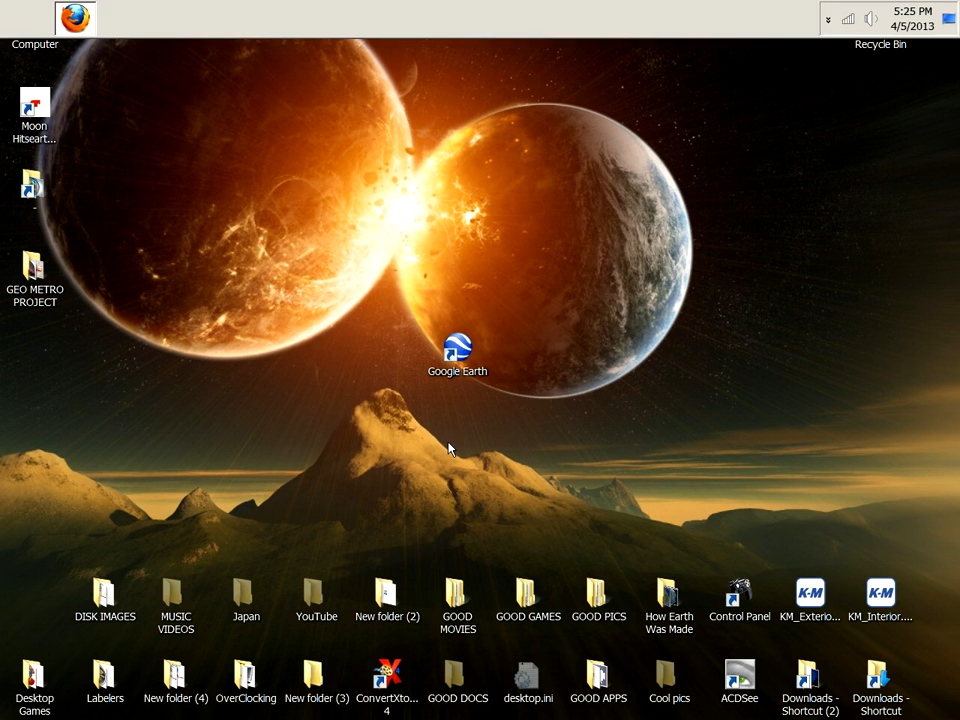 5:25 PM
4/5/2013
Computer
Recycle Bin
Moon
Hitseart...
-
GEO METRO
PROJECT
Google Earth
DISK IMAGES
MUSIC
VIDEOS
Japan
YouTube
New folder (2)
GOOD
MOVIES
GOOD GAMES
GOOD PICS
How Earth
Was Made
Control Panel
K-M
KM_Exterio...
K-M
KM_Interior....
Desktop
Games
Labelers
New folder (4)
OverClocking
New folder (3)
ConvertXto...
4
GOOD DOCS
desktop.ini
GOOD APPS
Cool pics
ACDSee
Downloads -
Shortcut (2)
Downloads -
Shortcut